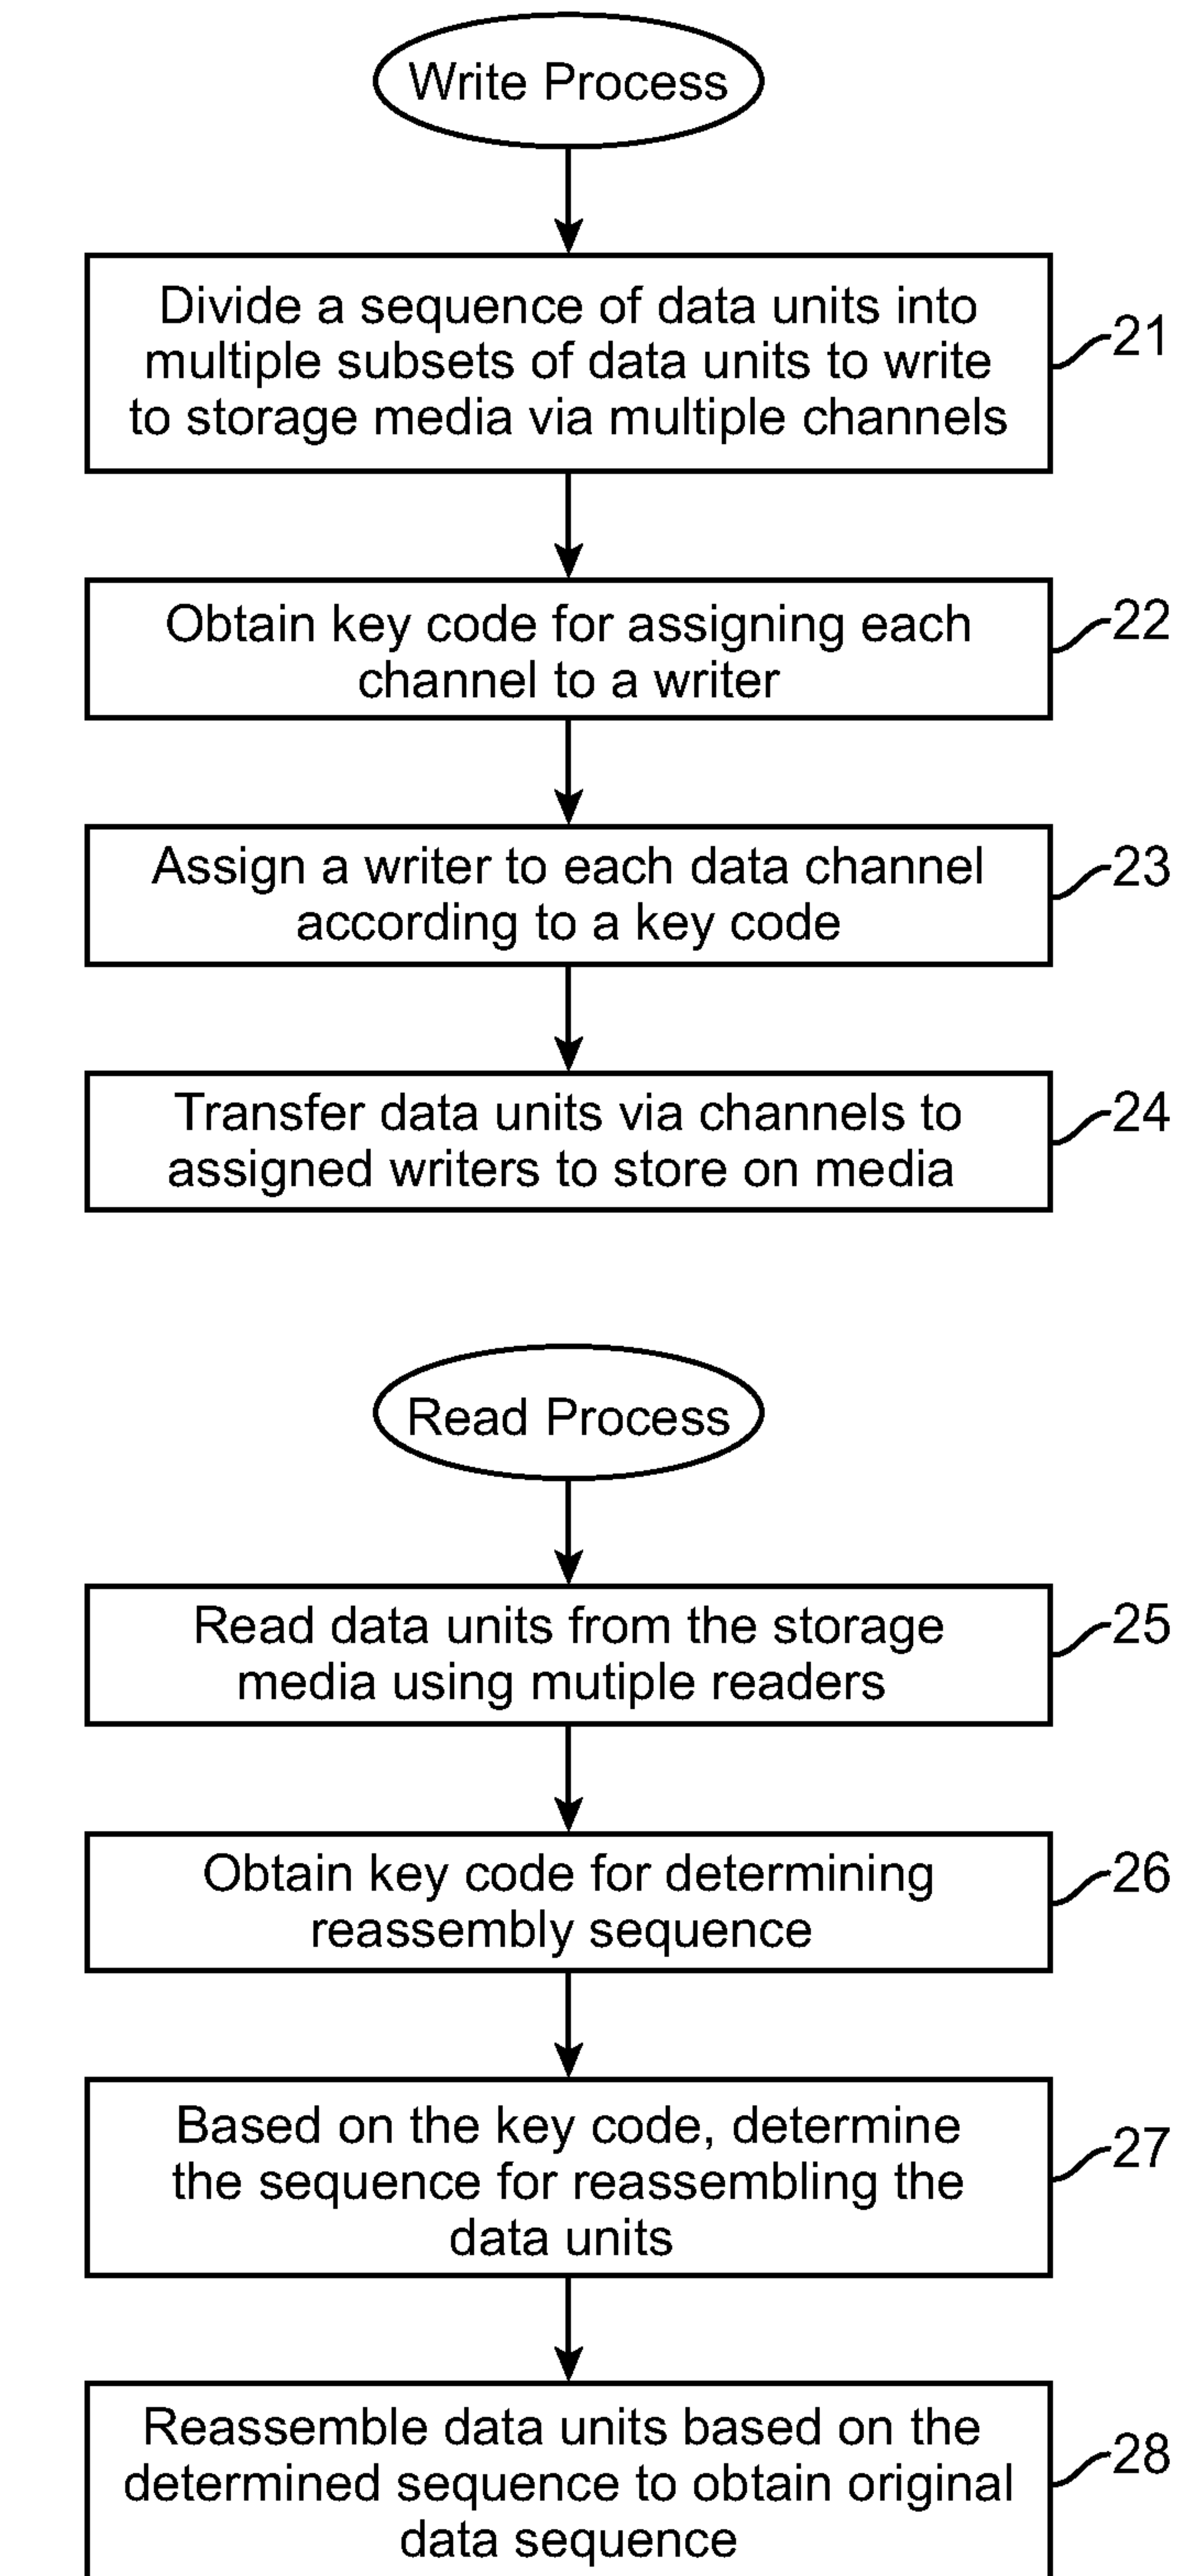 Write Process
Divide a sequence of data units into
multiple subsets of data units to write
to storage media via multiple channels
21
Obtain key code for assigning each
channel to a writer
22
Assign a writer to each data channel
according to a key code
23
Transfer data units via channels to
assigned writers to store on media
24
Read Process
Read data units from the storage
media using mutiple readers
25
Obtain key code for determining
reassembly sequence
26
Based on the key code, determine
the sequence for reassembling the
data units
27
Reassemble data units based on the
determined sequence to obtain original
data sequence
28